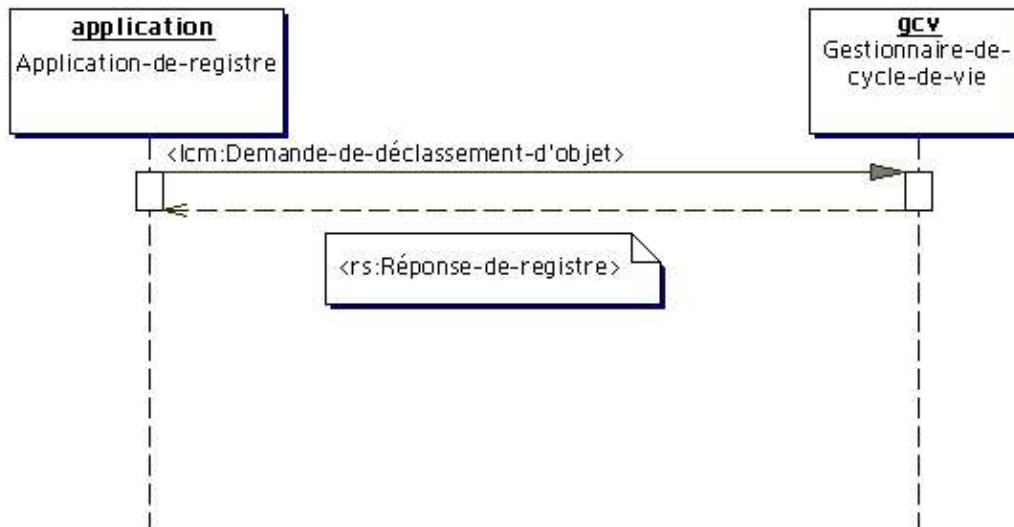 application
Application-de-registre
gcv
Gestionnaire-de-
cycle-de-vie
<lcm:Demande-de-déclassement-d'objet>
<rs:Réponse-de-registre>